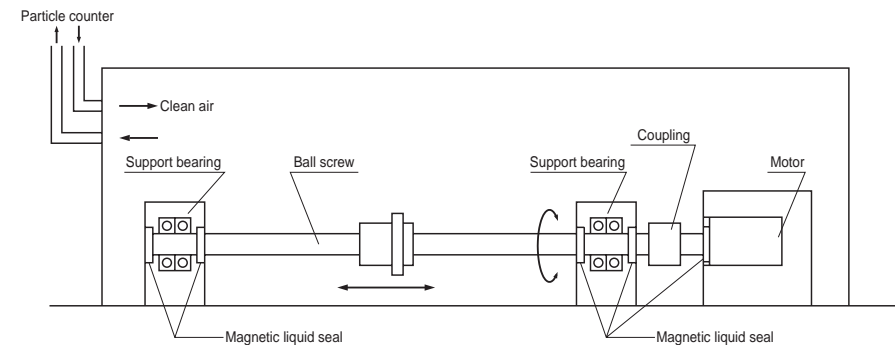 Particle counter
Clean air
Coupling
Support bearing
Ball screw
Support bearing
Motor
Magnetic liquid seal
Magnetic liquid seal